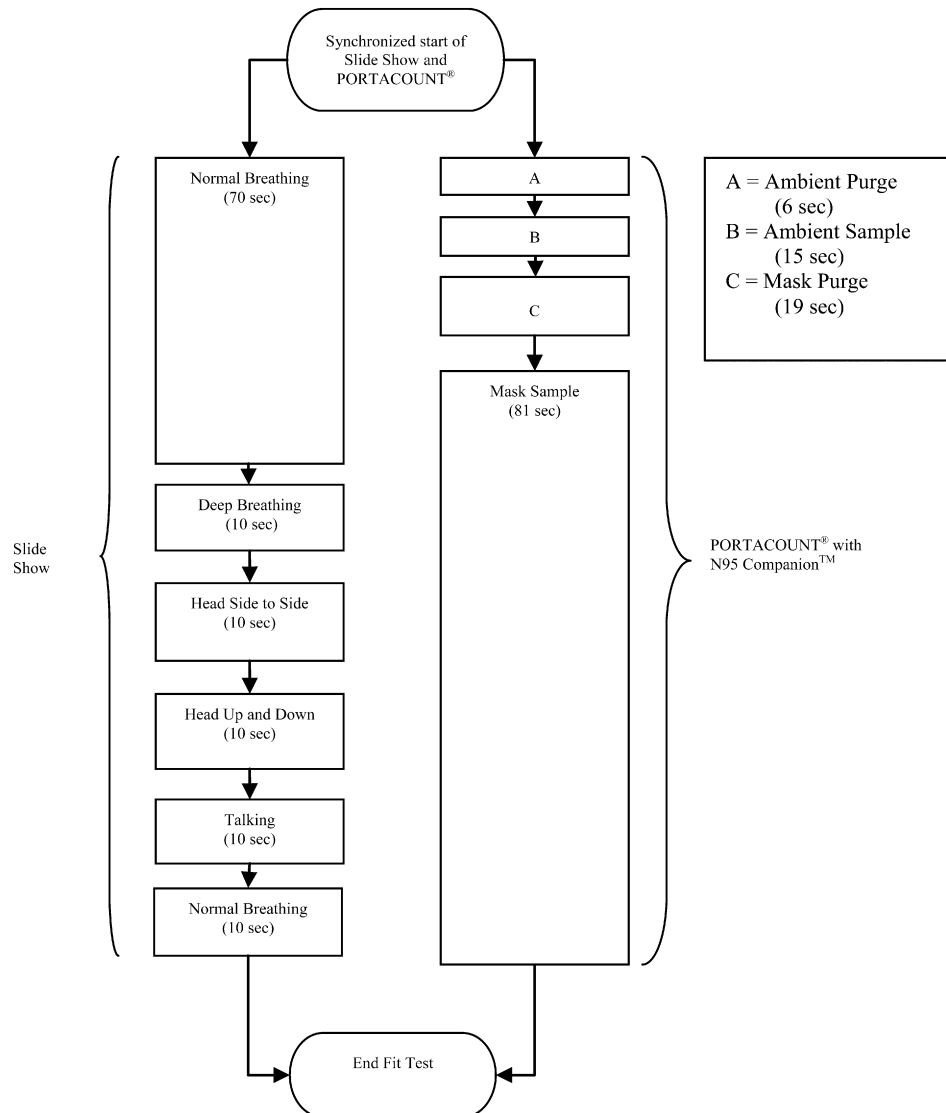 Synchronized start of
Slide Show and
PORTACOUNT®
Normal Breathing
(70 sec)
Deep Breathing
(10 sec)
Head Side to Side
(10 sec)
Head Up and Down
(10 sec)
Talking
(10 sec)
Normal Breathing
(10 sec)
Slide
Show
A
B
C
Mask Sample
(81 sec)
PORTACOUNT® with
N95 Companion™
A = Ambient Purge
(6 sec)
B = Ambient Sample
(15 sec)
C = Mask Purge
(19 sec)
End Fit Test